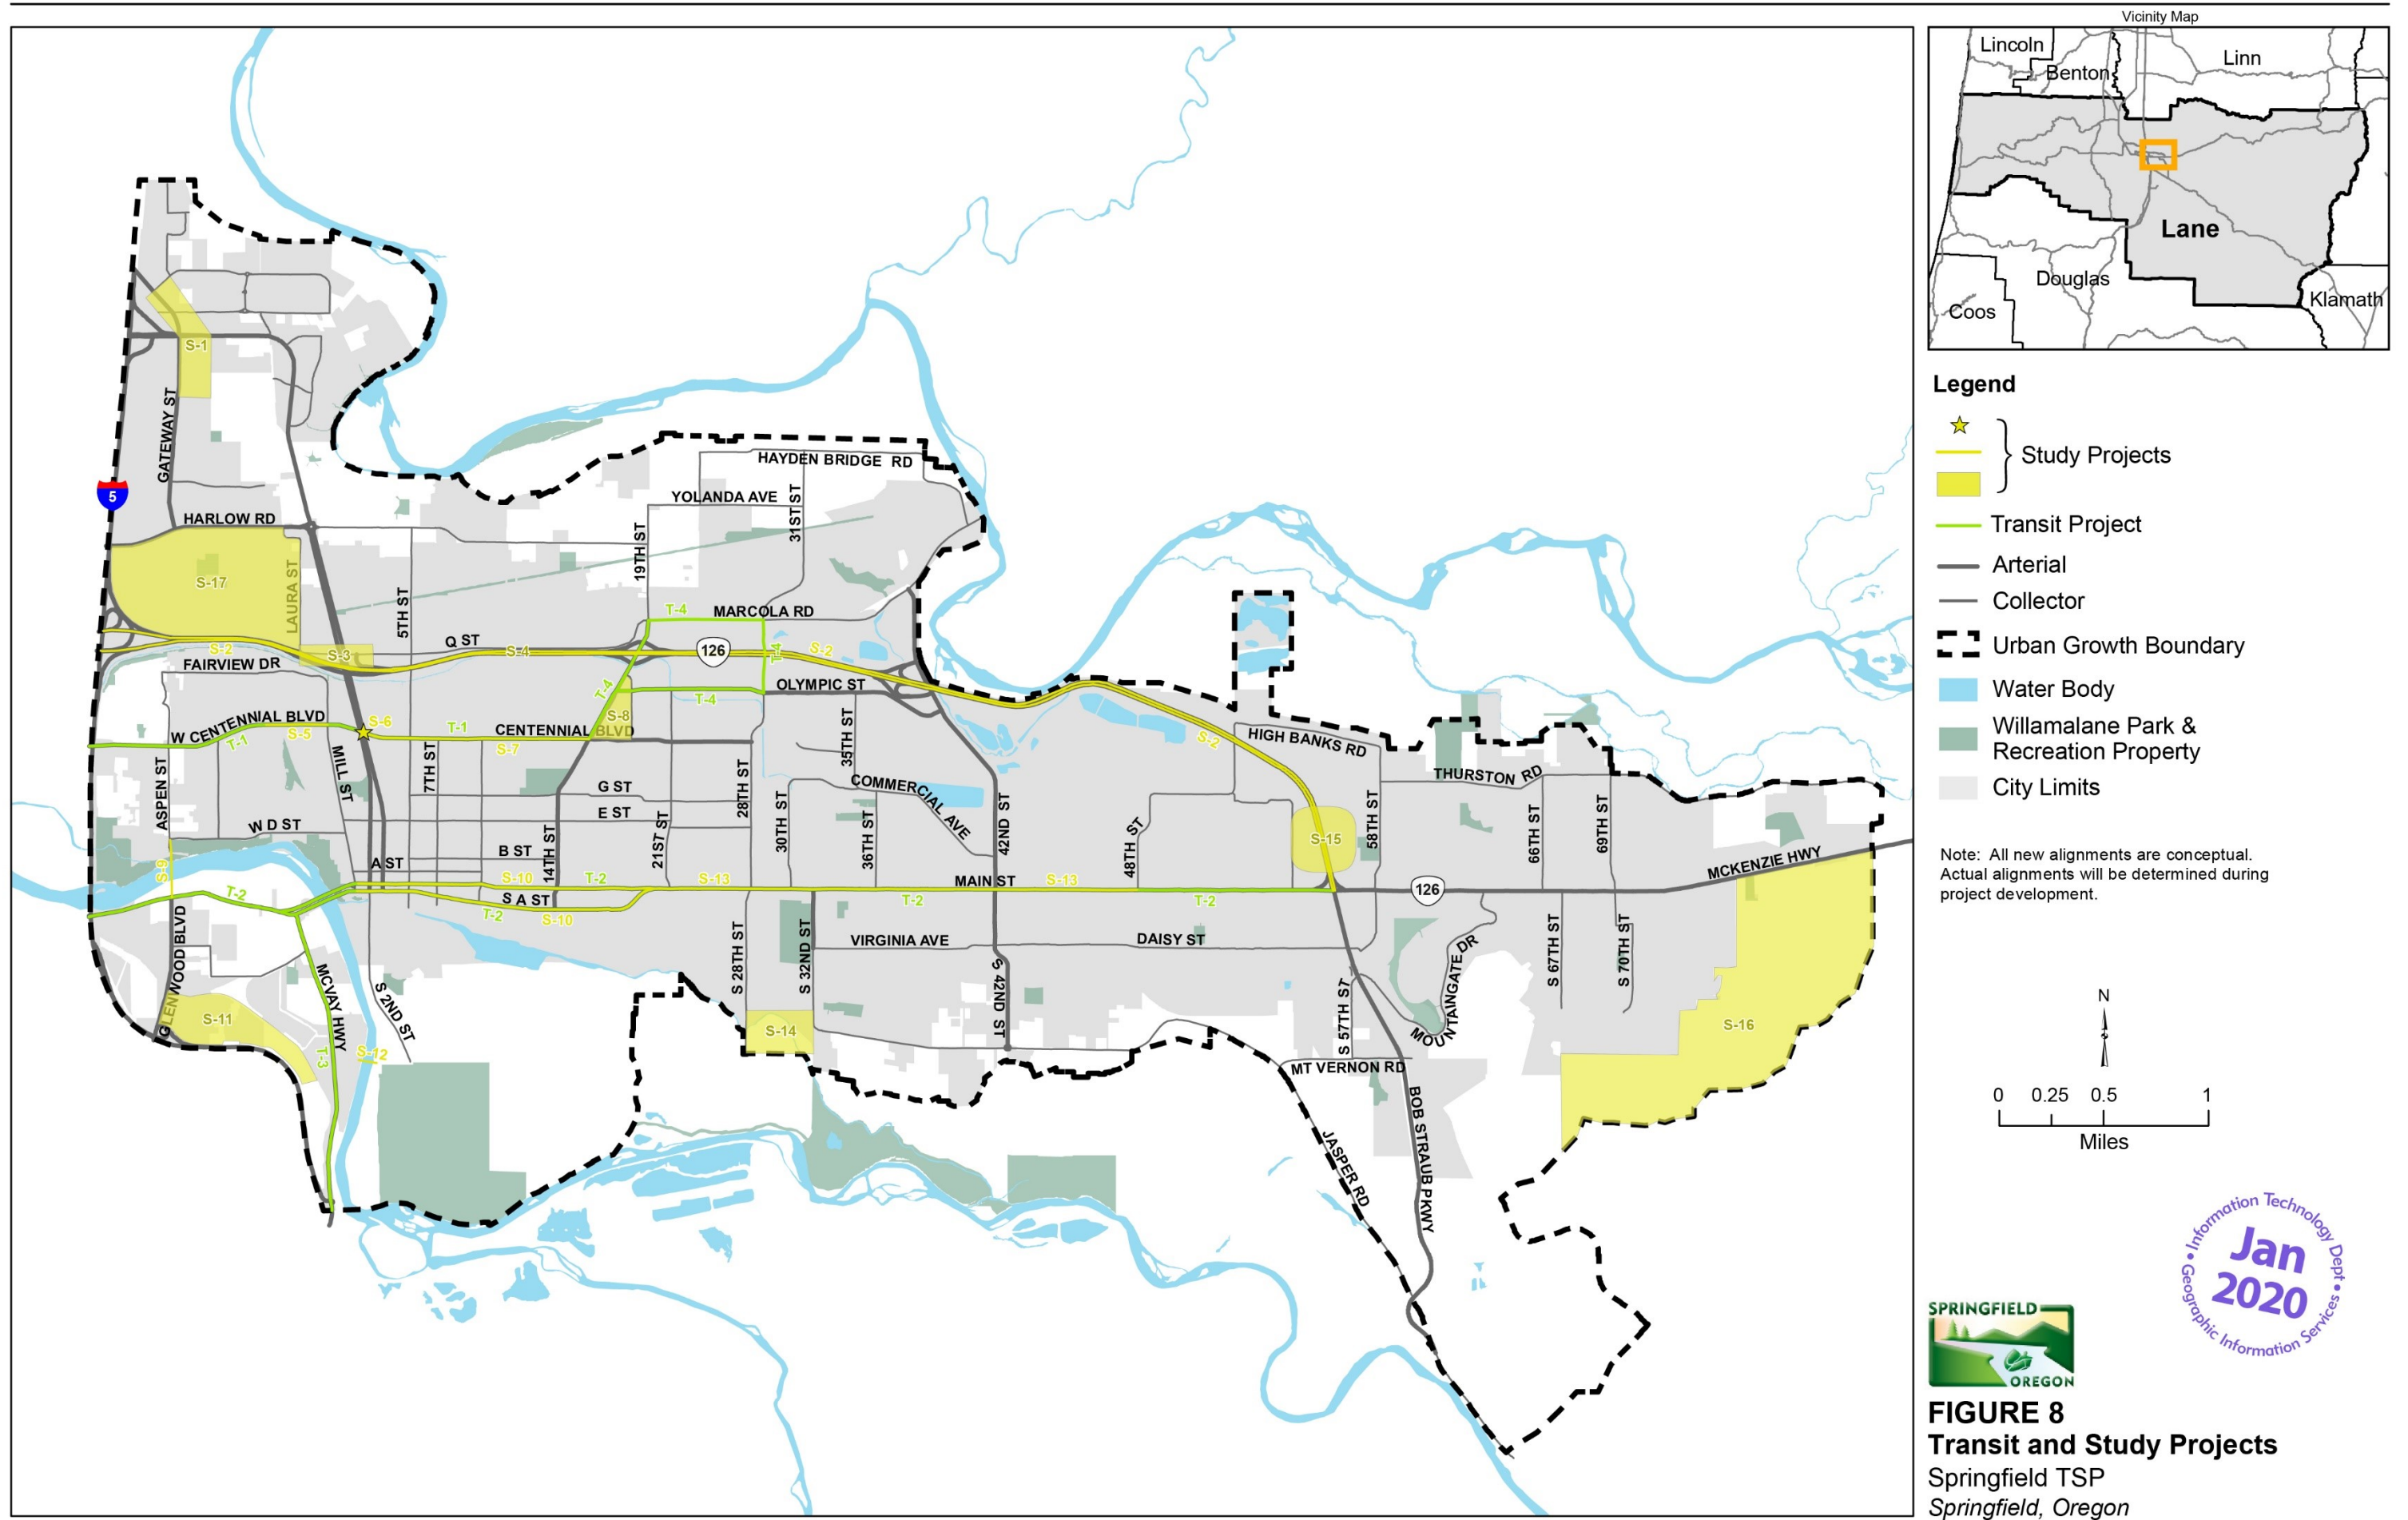 Vicinity Map
Lincoln
Benton
Linn
Lane
Douglas
Coos
Klamath
Legend
Study Projects
Transit Project
Arterial
Collector
Urban Growth Boundary
Water Body
Willamalane Park &
Recreation Property
City Limits
Note: All new alignments are conceptual.
Actual alignments will be determined during
project development.
N
0 0.25 0.5 1
Miles
Information Technology Dept
Jan
2020
Geographic Information Services
SPRINGFIELD
OREGON
FIGURE 8
Transit and Study Projects
Springfield TSP
Springfield, Oregon
S-1
GATEWAY ST
5
HARLOW RD
HAYDEN BRIDGE RD
YOLANDA AVE
31ST ST
19TH ST
S-17
LAURA ST
5TH ST
T-4
MARCOLA RD
Q ST
S-2
S-3
S-4
126
T-4
S-2
FAIRVIEW DR
OLYMPIC ST
T-4
T-4
S-8
W CENTENNIAL BLVD
T-1
S-5
S-6
T-1
CENTENNIAL BLVD
S-7
35TH ST
S-2
HIGH BANKS RD
THURSTON RD
ASPEN ST
MILL ST
7TH ST
G ST
E ST
28TH ST
COMMERCIAL AVE
W D ST
14TH ST
21ST ST
30TH ST
36TH ST
42ND ST
48TH ST
S-15
58TH ST
66TH ST
69TH ST
A ST
B ST
S-9
MCKENZIE HWY
T-2
S-10
T-2
S-13
MAIN ST
S-13
126
S A ST
T-2
S-10
T-2
T-2
GLENWOOD BLVD
S 28TH ST
S 32ND ST
VIRGINIA AVE
DAISY ST
MCVAY HWY
S 2ND ST
S 42ND ST
S 57TH ST
MOUNTAINGATE DR
S 67TH ST
S 70TH ST
S-11
S-12
T-3
S-14
S-16
MT VERNON RD
JASPER RD
BOB STRAUB PKWY